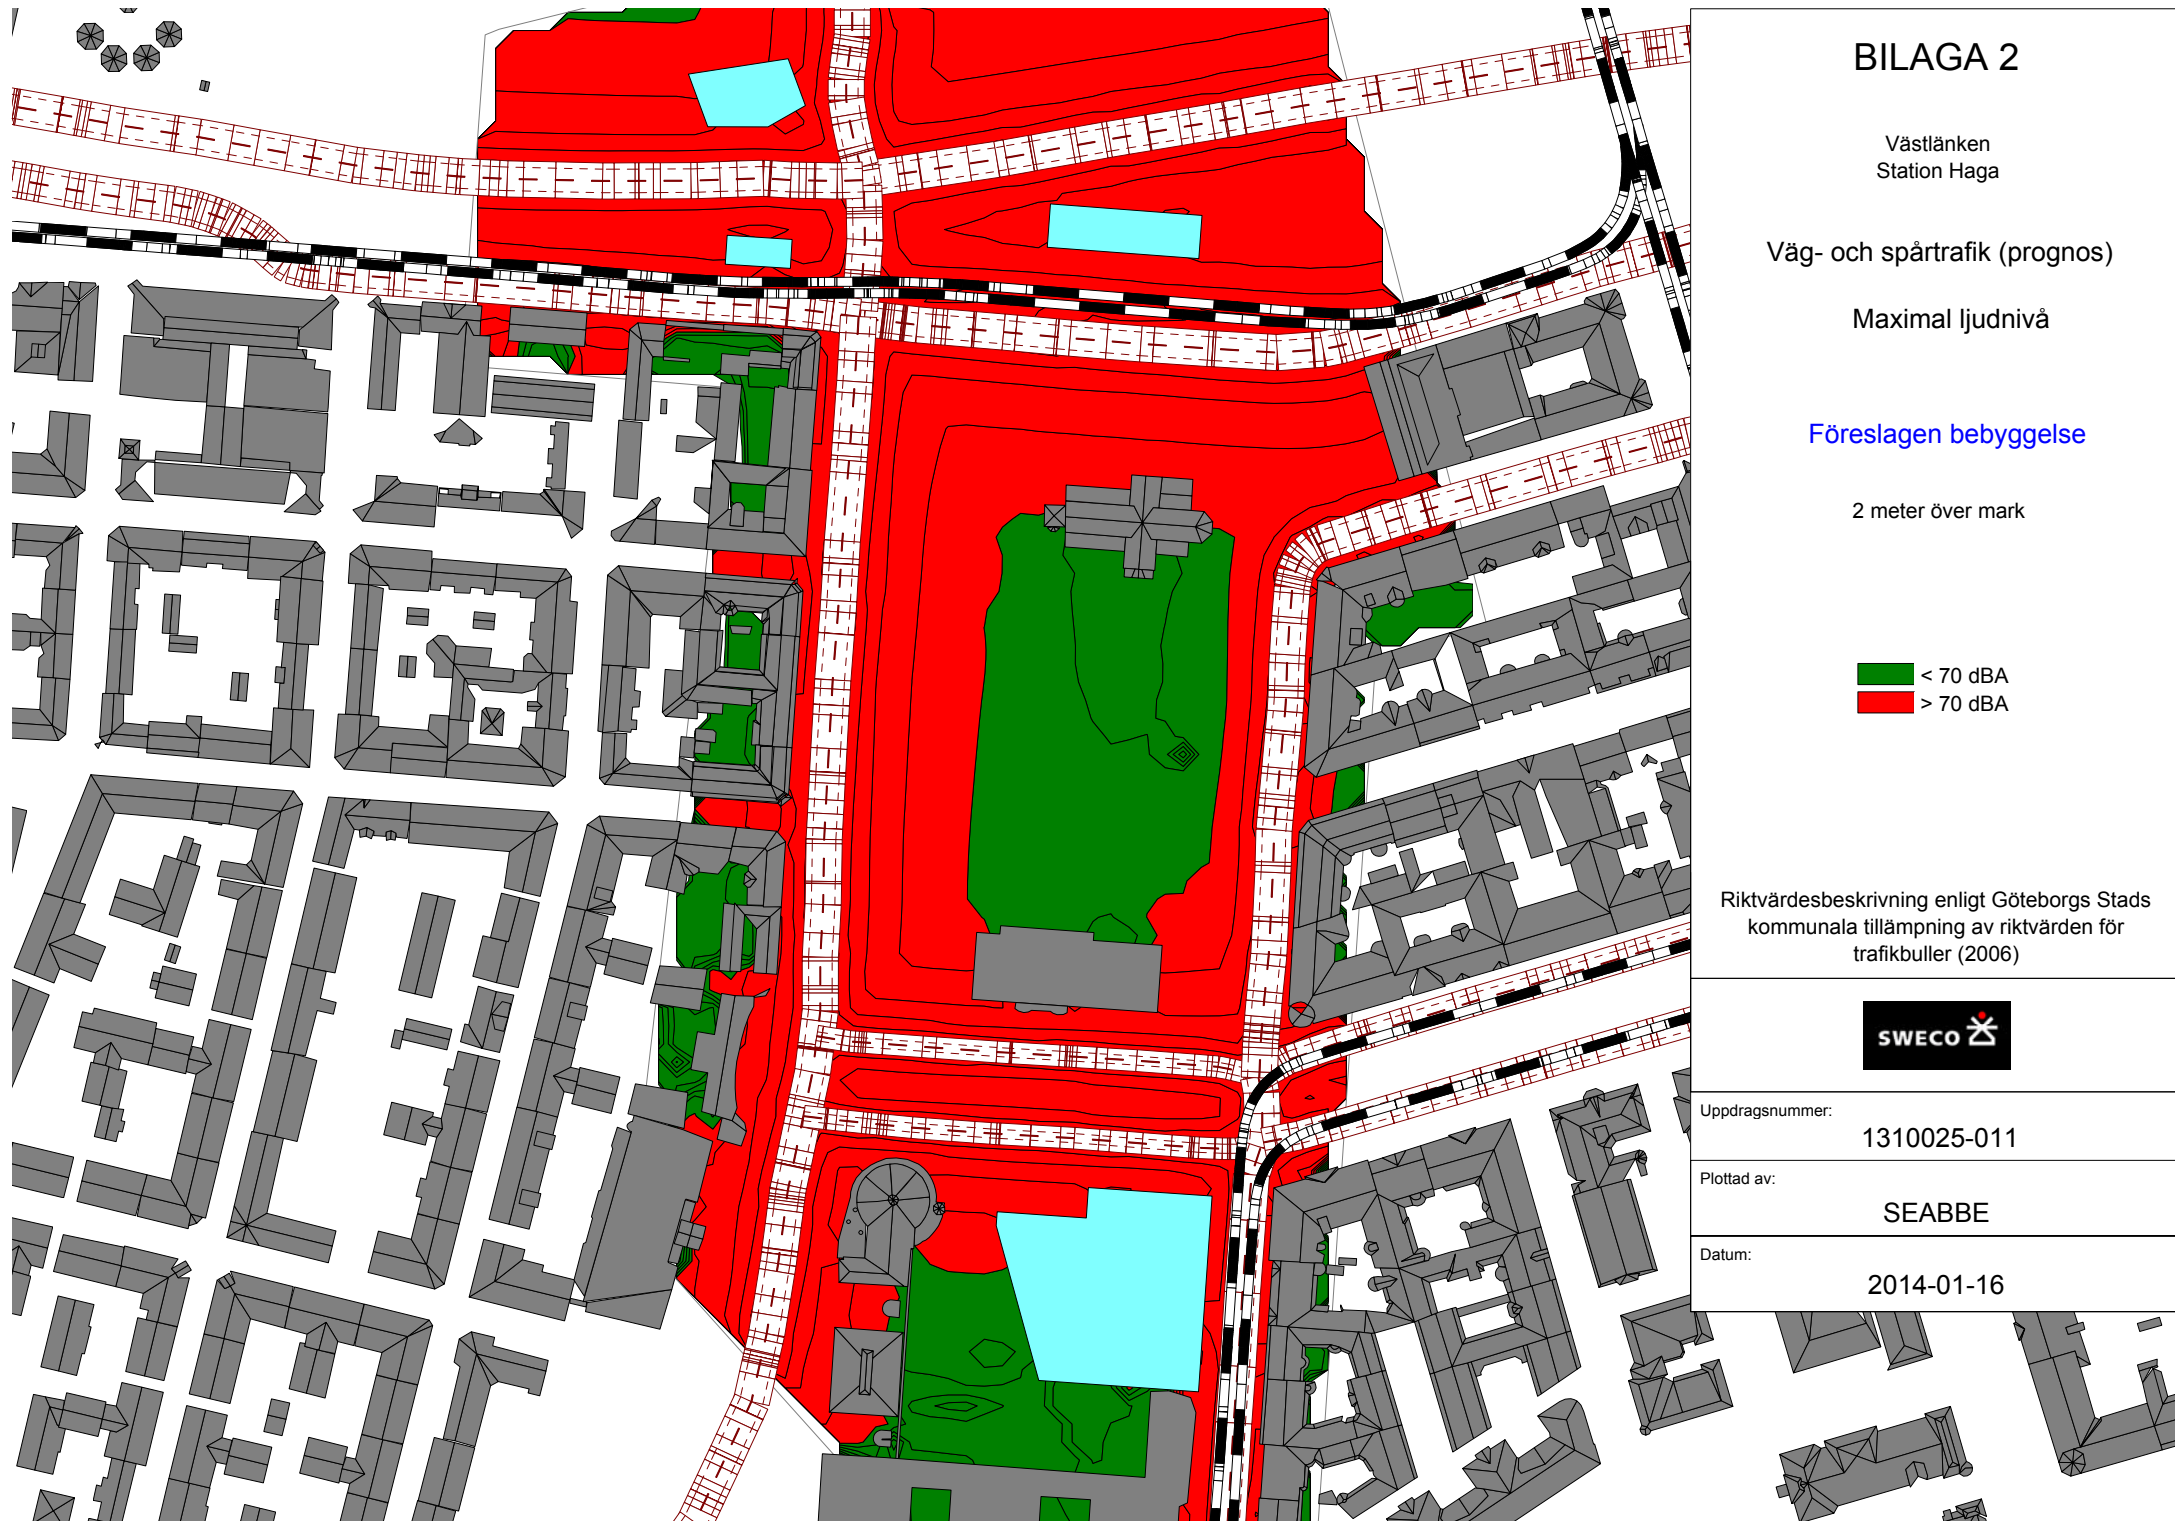 BILAGA 2
Västlänken
Station Haga
Väg- och spårtrafik (prognos)
Maximal ljudnivå
Föreslagen bebyggelse
2 meter över mark
< 70 dBA
> 70 dBA
Riktvärdesbeskrivning enligt Göteborgs Stads
kommunala tillämpning av riktvärden för
trafikbuller (2006)
SWECO
Uppdragsnummer:
1310025-011
Plottad av:
SEABBE
Datum:
2014-01-16